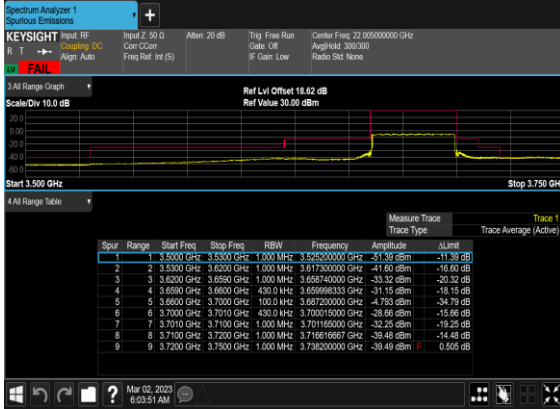 Spectrum Analyzer 1
Spurious Emissions
+
KEYSIGHT Input: RF Input Z: 50 Ω Atten: 20 dB Trig: Free Run Center Freq: 22.005000000 GHz
R T Coupling: DC Corr CCorr Gate: Off Avg|Hold: 300/300
Align: Auto Freq Ref: Int (S) IF Gain: Low Radio Std: None
LW FAIL
3 All Range Graph
Ref Lvl Offset 18.62 dB
Scale/Div 10.0 dB Ref Value 30.00 dBm
20.0
0.00
-20.0
-40.0
-60.0
Start 3.500 GHz Stop 3.750 GH
4 All Range Table
Measure Trace Trace 1
Trace Type Trace Average (Active)
Spur Range Start Freq Stop Freq RBW Frequency Amplitude ΔLimit
1 1 3.5000 GHz 3.5300 GHz 1.000 MHz 3.525200000 GHz -51.39 dBm -11.39 dB
2 2 3.5300 GHz 3.6200 GHz 1.000 MHz 3.617300000 GHz -41.60 dBm -16.60 dB
3 3 3.6200 GHz 3.6590 GHz 1.000 MHz 3.658740000 GHz -33.32 dBm -20.32 dB
4 4 3.6590 GHz 3.6600 GHz 430.0 kHz 3.659998333 GHz -31.15 dBm -18.15 dB
5 5 3.6600 GHz 3.7000 GHz 100.0 kHz 3.687200000 GHz -4.793 dBm -34.79 dB
6 6 3.7000 GHz 3.7010 GHz 430.0 kHz 3.700015000 GHz -28.66 dBm -15.66 dB
7 7 3.7010 GHz 3.7100 GHz 1.000 MHz 3.701165000 GHz -32.25 dBm -19.25 dB
8 8 3.7100 GHz 3.7200 GHz 1.000 MHz 3.716616667 GHz -39.48 dBm -14.48 dB
9 9 3.7200 GHz 3.7500 GHz 1.000 MHz 3.738200000 GHz -39.49 dBm F 0.505 dB
? Mar 02, 2023
6:03:51 AM